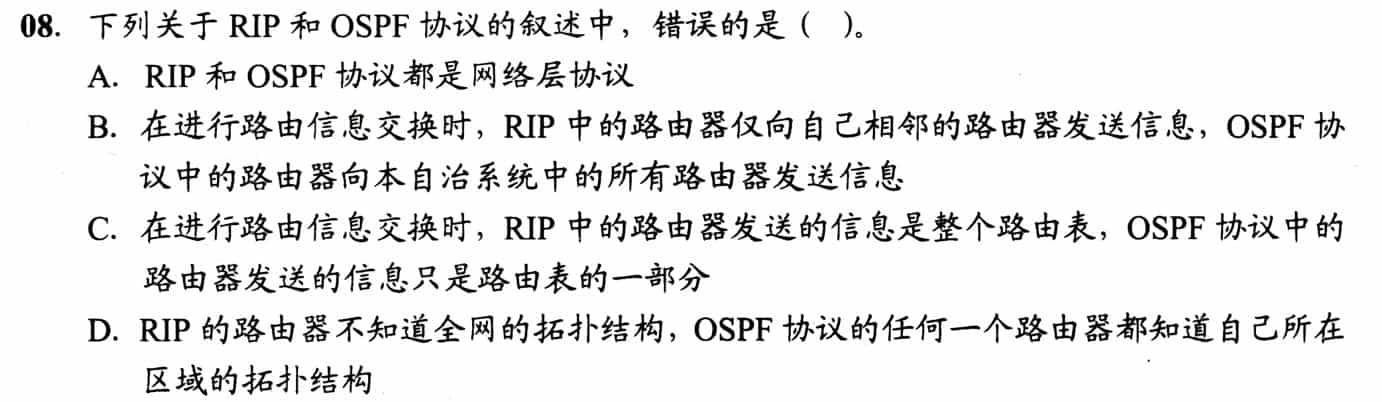 08. 下列关于 RIP 和 OSPF 协议的叙述中，错误的是（ ）。
A. RIP 和 OSPF 协议都是网络层协议
B. 在进行路由信息交换时，RIP 中的路由器仅向自己相邻的路由器发送信息，OSPF 协
议中的路由器向本自治系统中的所有路由器发送信息
C. 在进行路由信息交换时，RIP 中的路由器发送的信息是整个路由表，OSPF 协议中的
路由器发送的信息只是路由表的一部分
D. RIP 的路由器不知道全网的拓扑结构，OSPF 协议的任何一个路由器都知道自己所在
区域的拓扑结构